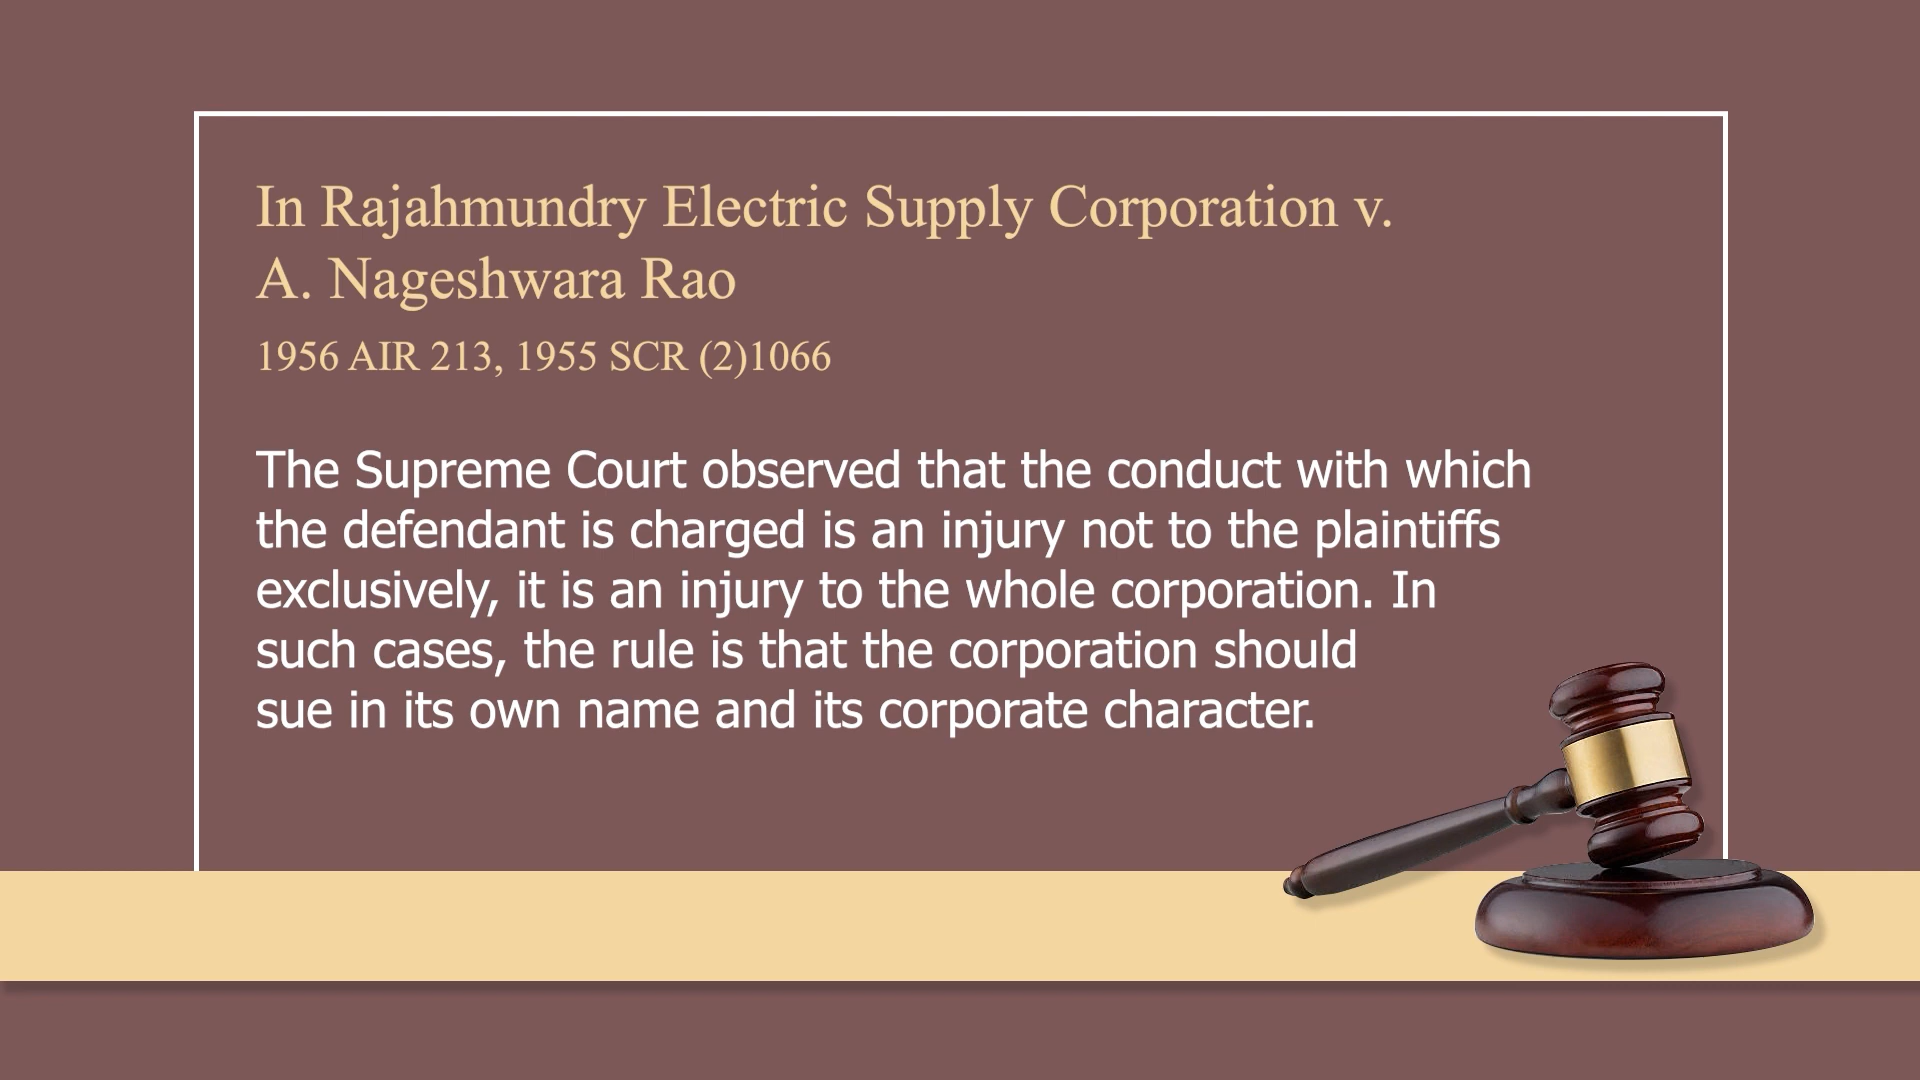 In Rajahmundry Electric Supply Corporation v.
A. Nageshwara Rao
1956 AIR 213, 1955 SCR (2)1066
The Supreme Court observed that the conduct with which
the defendant is charged is an injury not to the plaintiffs
exclusively, it is an injury to the whole corporation. In
such cases, the rule is that the corporation should
sue in its own name and its corporate character.